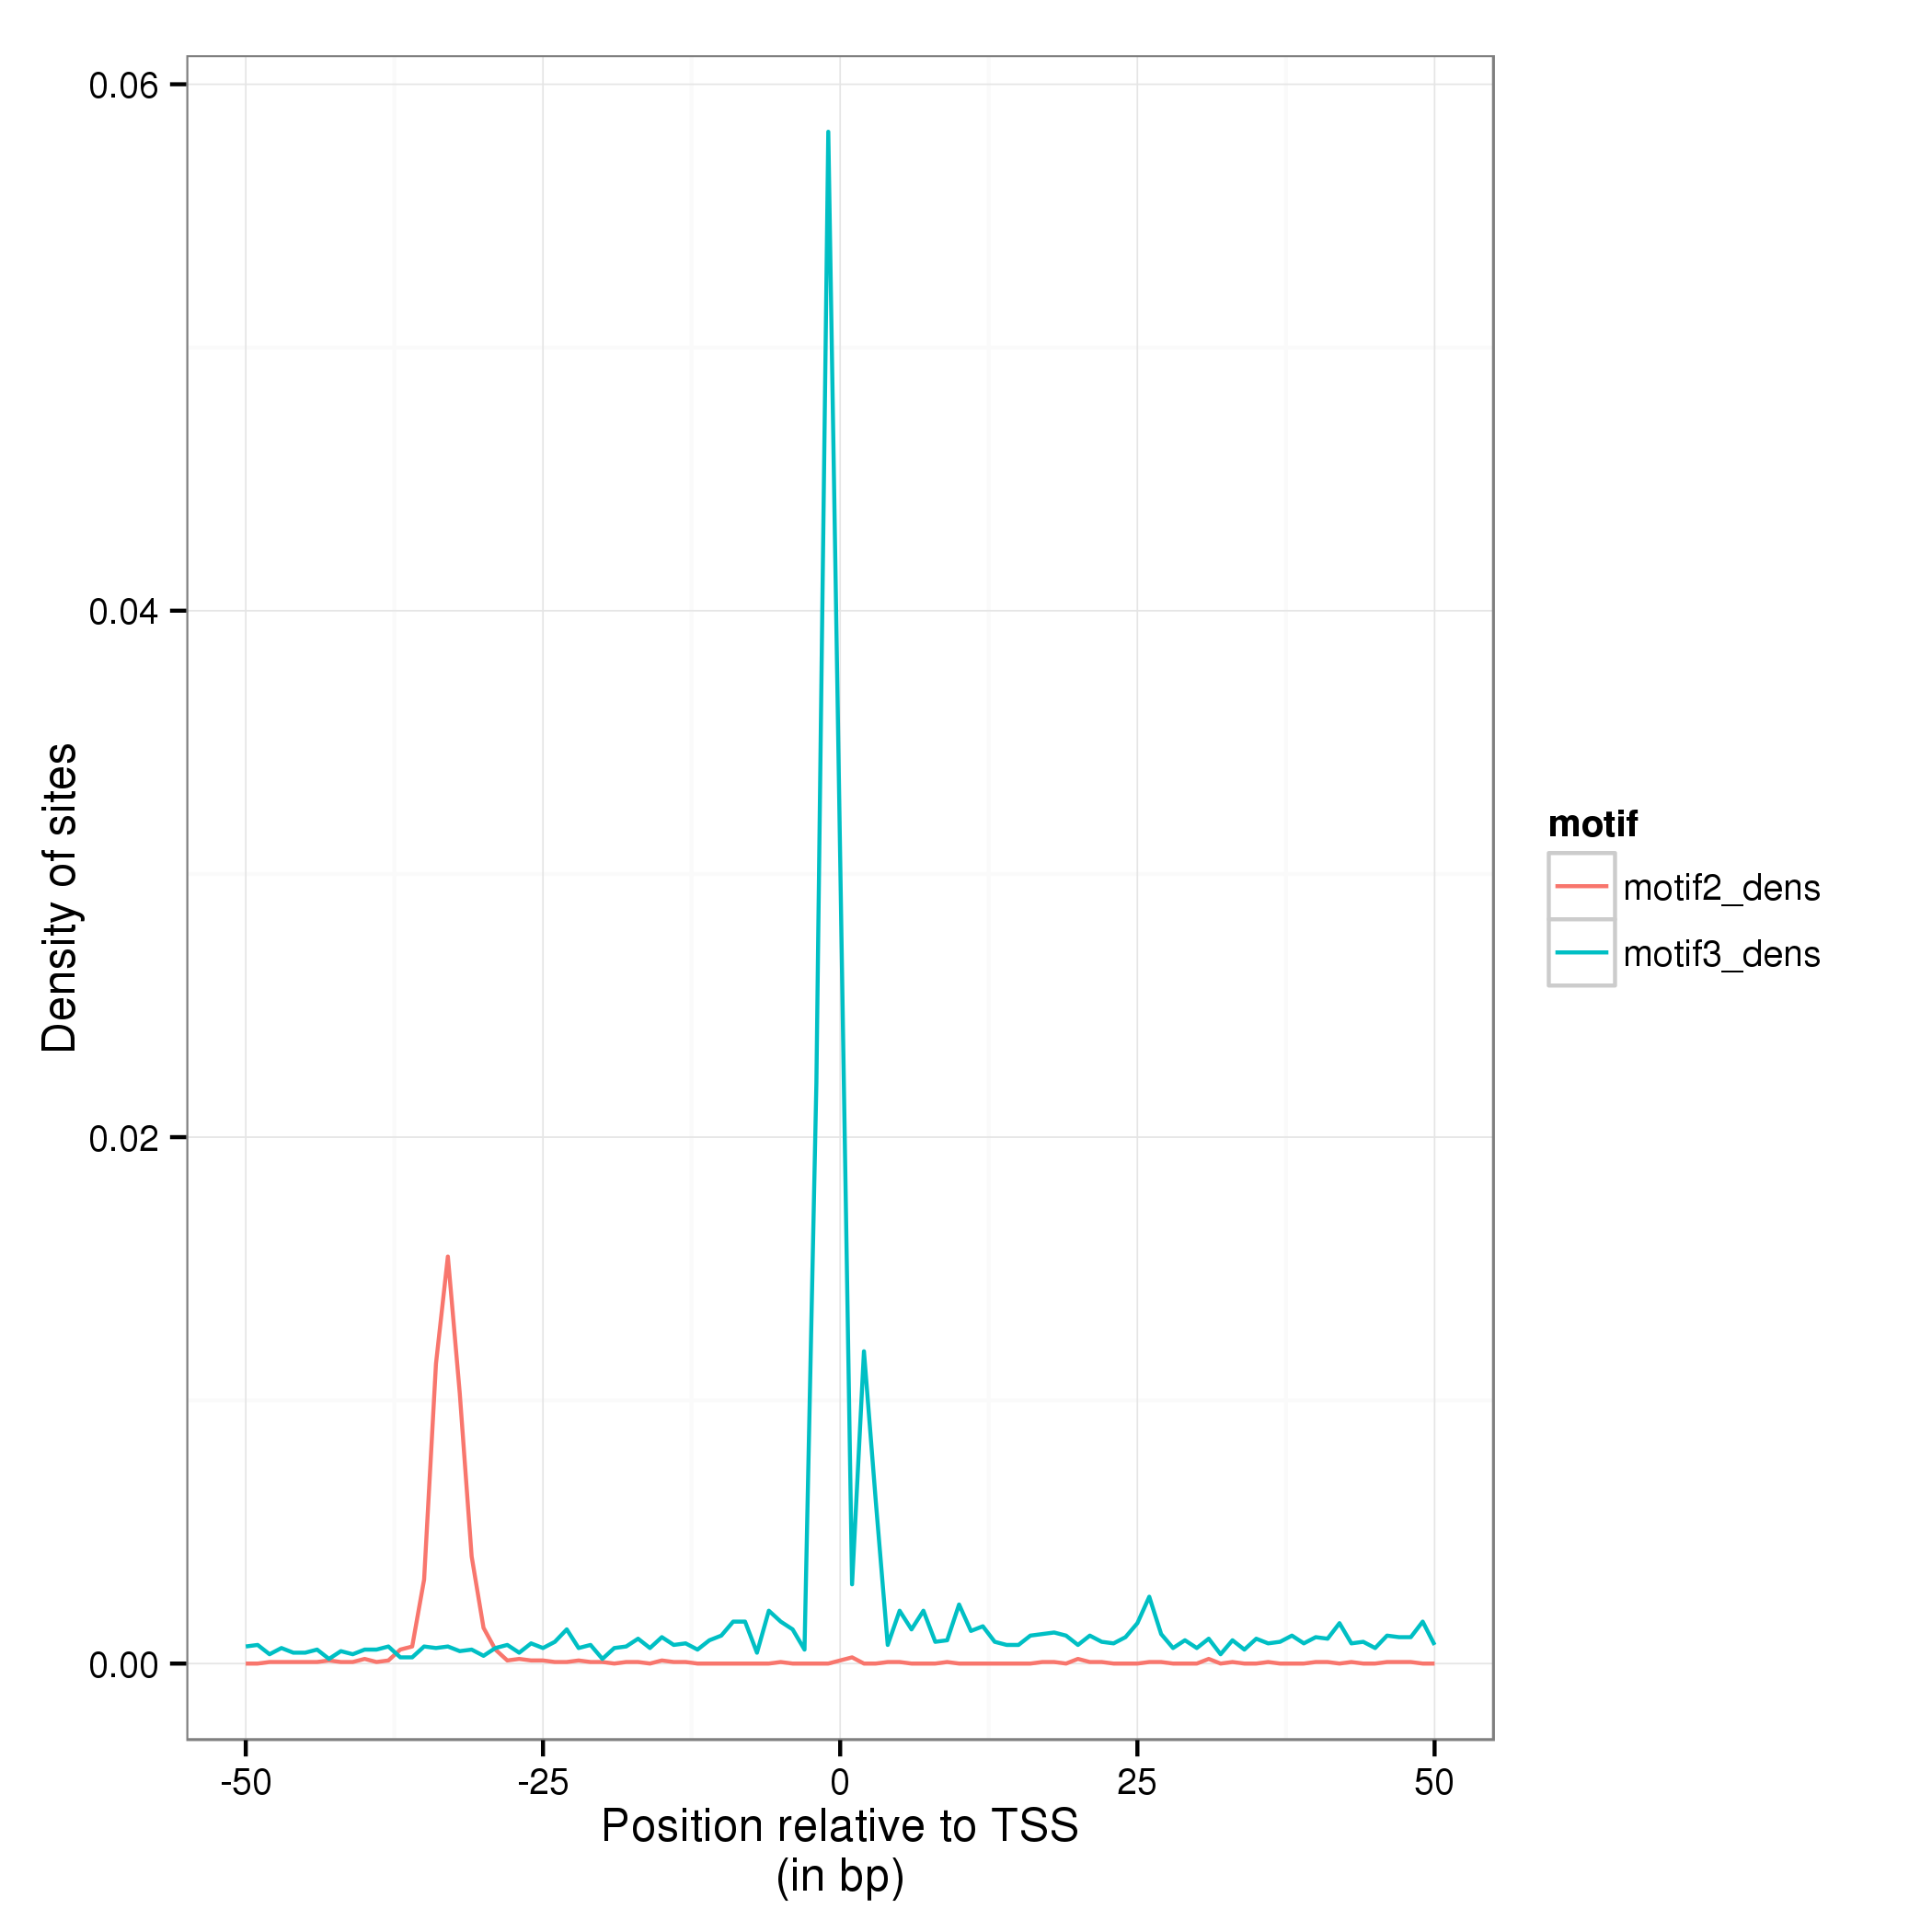 0.06
0.04
0.02
0.00
Density of sites
-50
-25
0
25
50
Position relative to TSS
(in bp)
motif
motif2_dens
motif3_dens